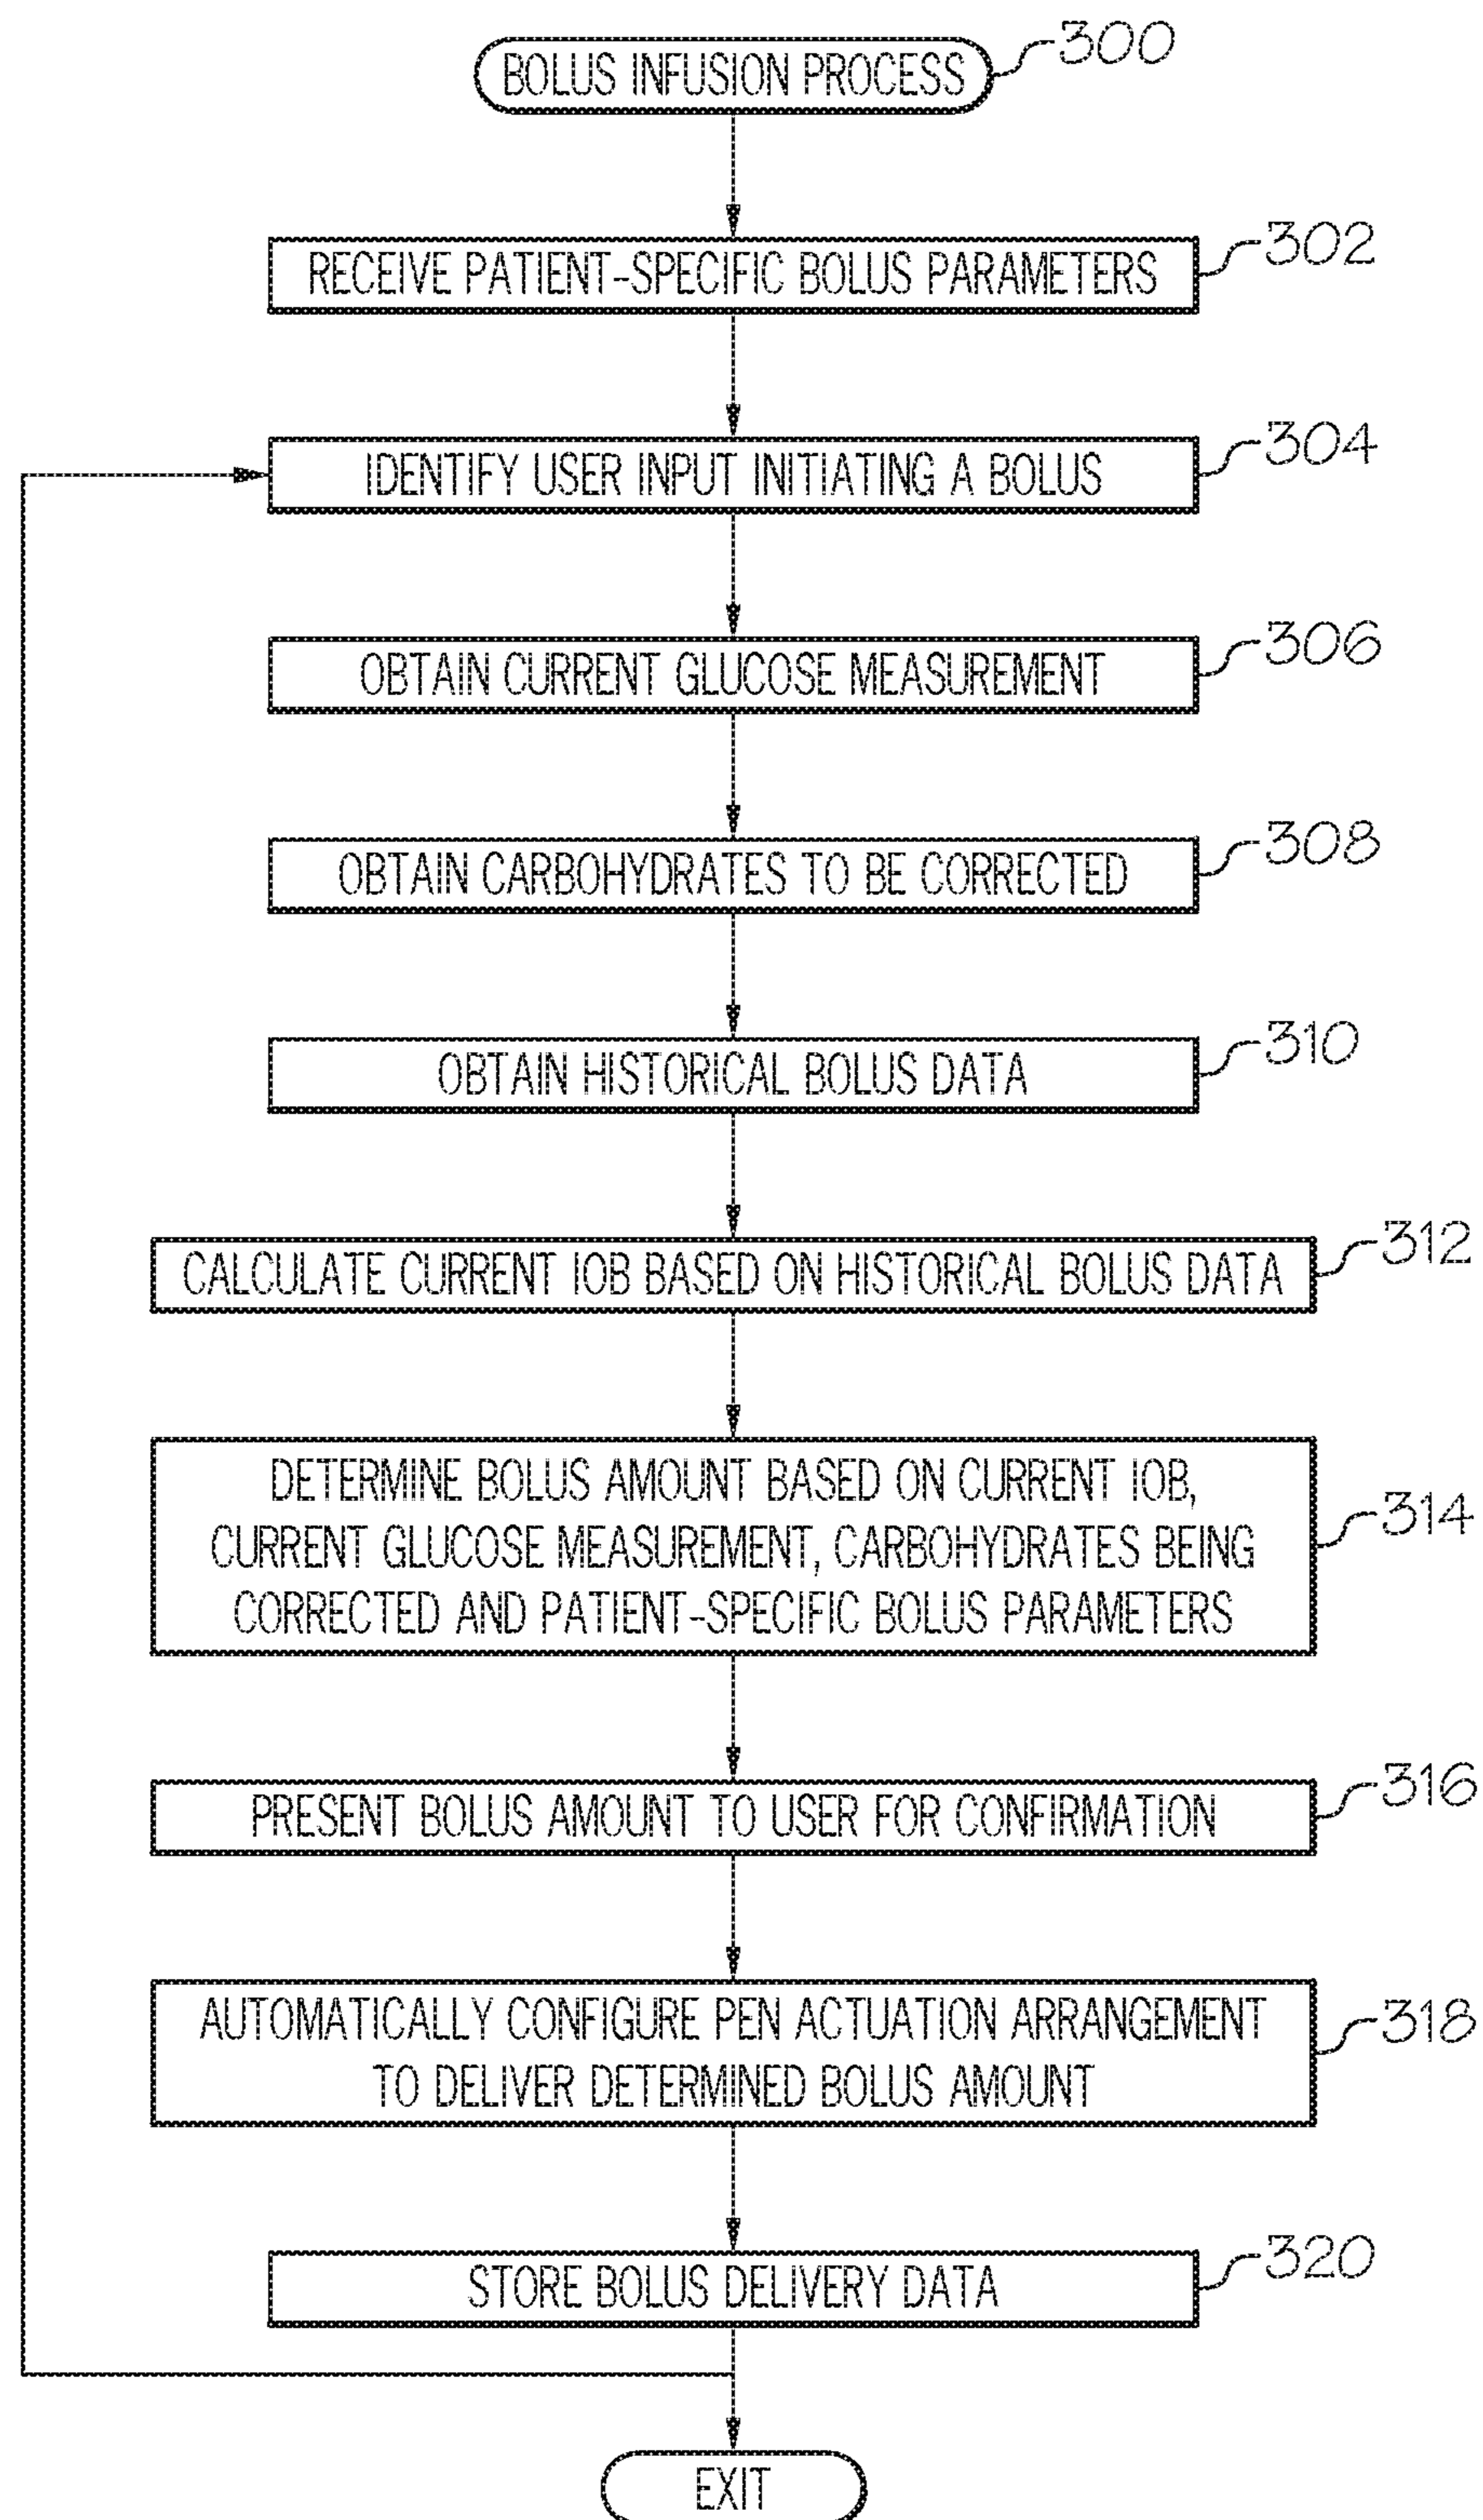 BOLUS INFUSION PROCESS
300
RECEIVE PATIENT-SPECIFIC BOLUS PARAMETERS
302
IDENTIFY USER INPUT INITIATING A BOLUS
304
OBTAIN CURRENT GLUCOSE MEASUREMENT
306
OBTAIN CARBOHYDRATES TO BE CORRECTED
308
OBTAIN HISTORICAL BOLUS DATA
310
CALCULATE CURRENT IOB BASED ON HISTORICAL BOLUS DATA
312
DETERMINE BOLUS AMOUNT BASED ON CURRENT IOB,
CURRENT GLUCOSE MEASUREMENT, CARBOHYDRATES BEING
CORRECTED AND PATIENT-SPECIFIC BOLUS PARAMETERS
314
PRESENT BOLUS AMOUNT TO USER FOR CONFIRMATION
316
AUTOMATICALLY CONFIGURE PEN ACTUATION ARRANGEMENT
TO DELIVER DETERMINED BOLUS AMOUNT
318
STORE BOLUS DELIVERY DATA
320
EXIT